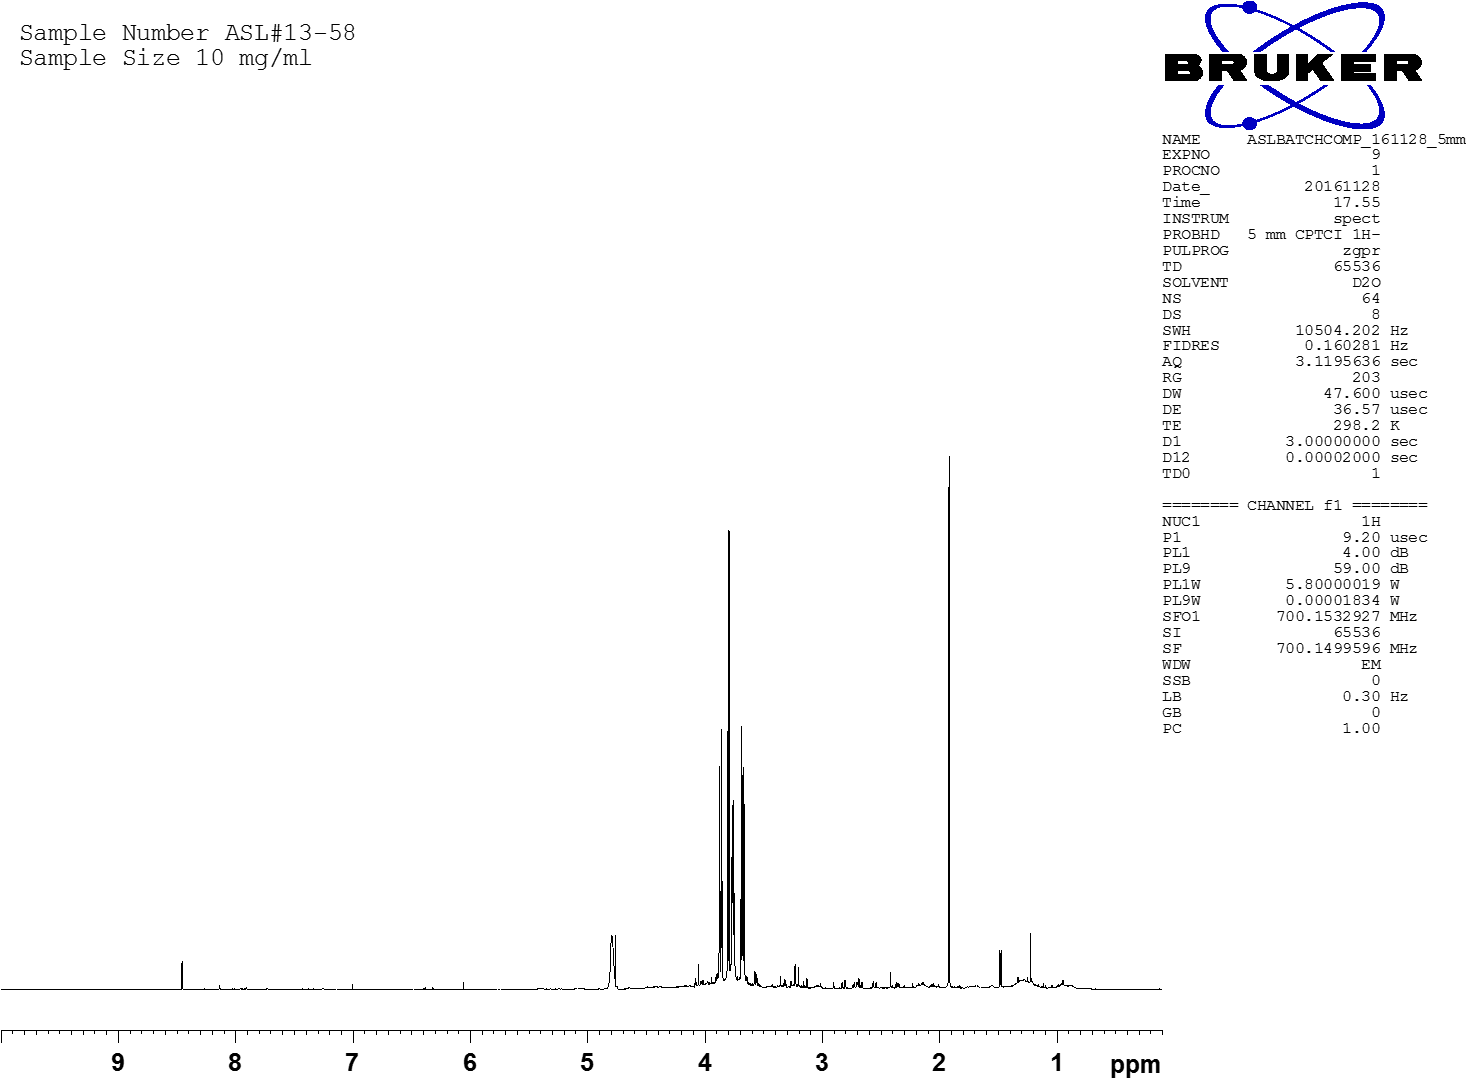 Sample Number ASL#13-58
Sample Size 10 mg/ml
BRUKER
NAME ASLBATCHCOMP_161128_5mm
EXPNO 9
PROCNO 1
Date_ 20161128
Time 17.55
INSTRUM spect
PROBHD 5 mm CPTCI 1H-
PULPROG zgpr
TD 65536
SOLVENT D2O
NS 64
DS 8
SWH 10504.202 Hz
FIDRES 0.160281 Hz
AQ 3.1195636 sec
RG 203
DW 47.600 usec
DE 36.57 usec
TE 298.2 K
D1 3.00000000 sec
D12 0.00002000 sec
TD0 1
======== CHANNEL f1 ========
NUC1 1H
P1 9.20 usec
PL1 4.00 dB
PL9 59.00 dB
PL1W 5.80000019 W
PL9W 0.00001834 W
SFO1 700.1532927 MHz
SI 65536
SF 700.1499596 MHz
WDW EM
SSB 0
LB 0.30 Hz
GB 0
PC 1.00
9 8 7 6 5 4 3 2 1 ppm